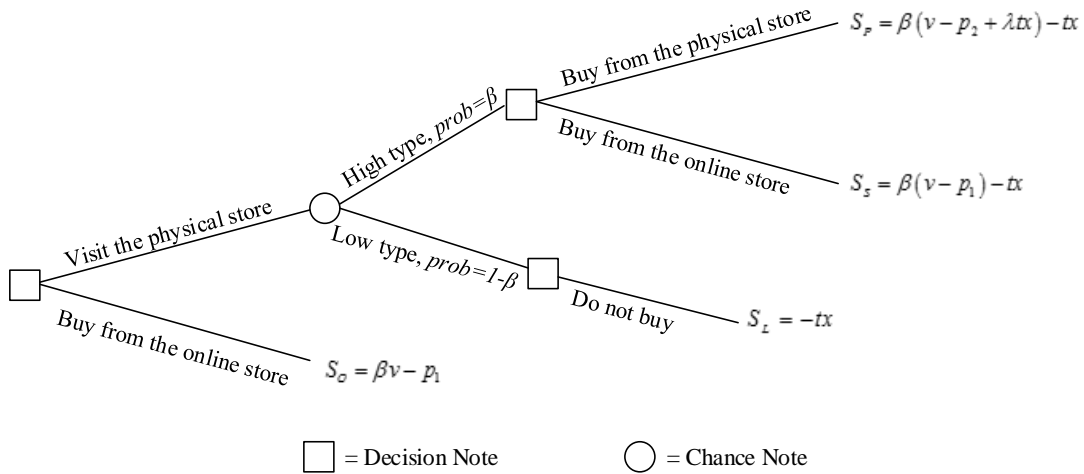 Buy from the physical store
S_P = β(v − p_2 + λtx) − tx
High type, prob=β
Buy from the online store
S_S = β(v − p_1) − tx
Visit the physical store
Low type, prob=1-β
Do not buy
S_L = −tx
Buy from the online store
S_O = βv − p_1
= Decision Note
= Chance Note